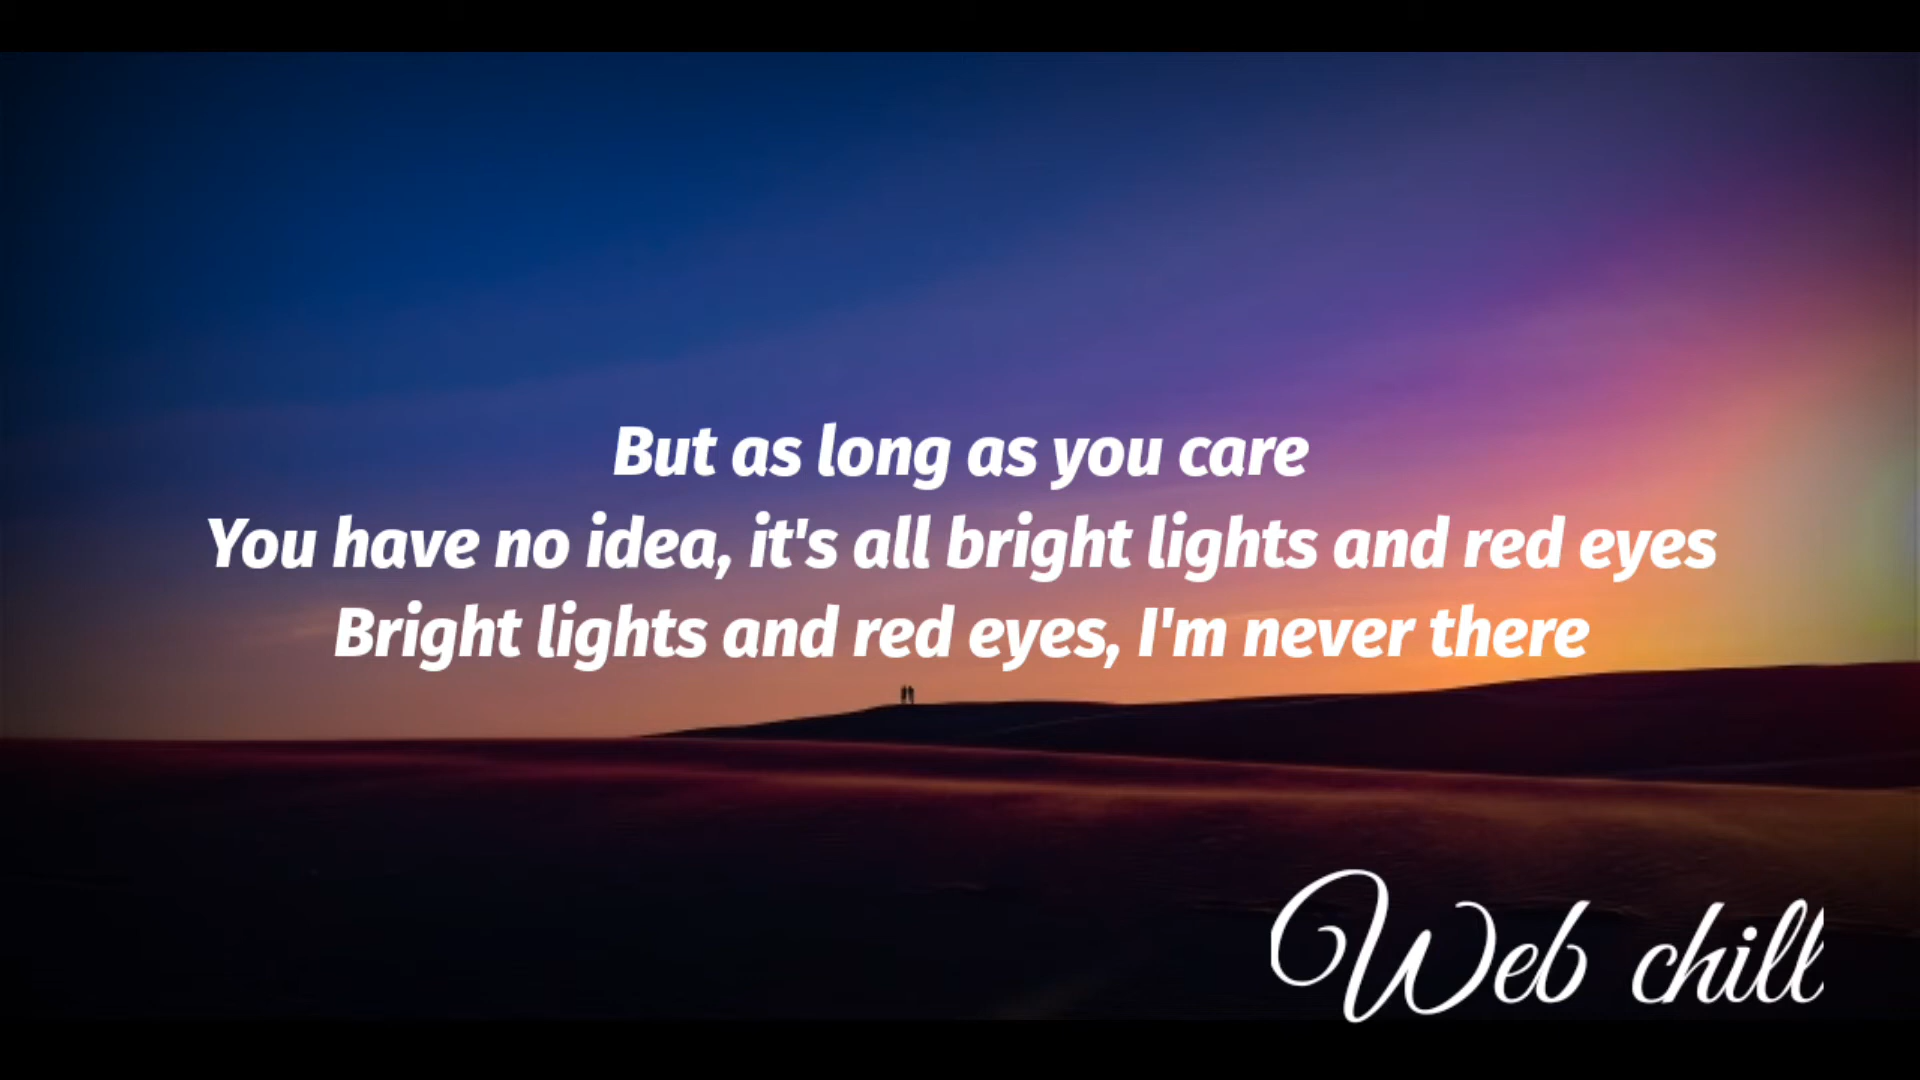 But as long as you care
You have no idea, it's all bright lights and red eyes
Bright lights and red eyes, I'm never there
Web chill